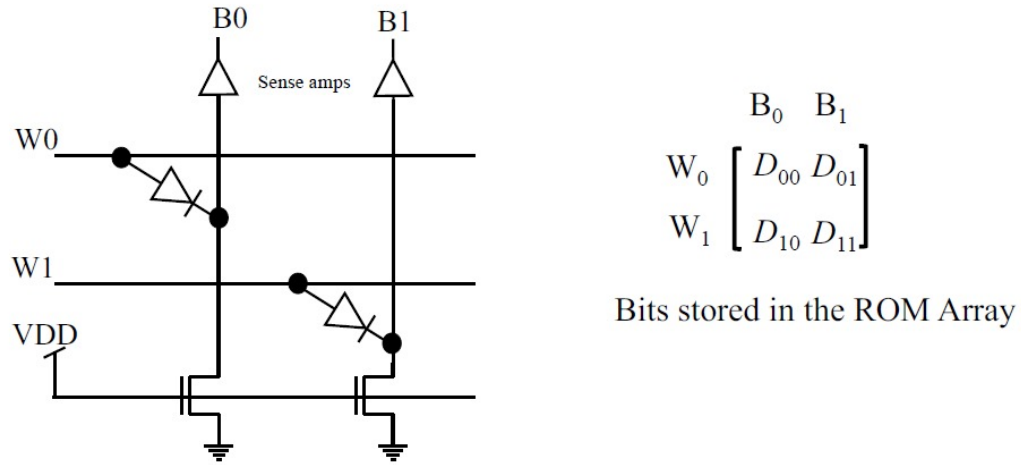 B0 B1
Sense amps
W0
W1
VDD
B₀ B₁
W₀ D₀₀ D₀₁
W₁ D₁₀ D₁₁
Bits stored in the ROM Array